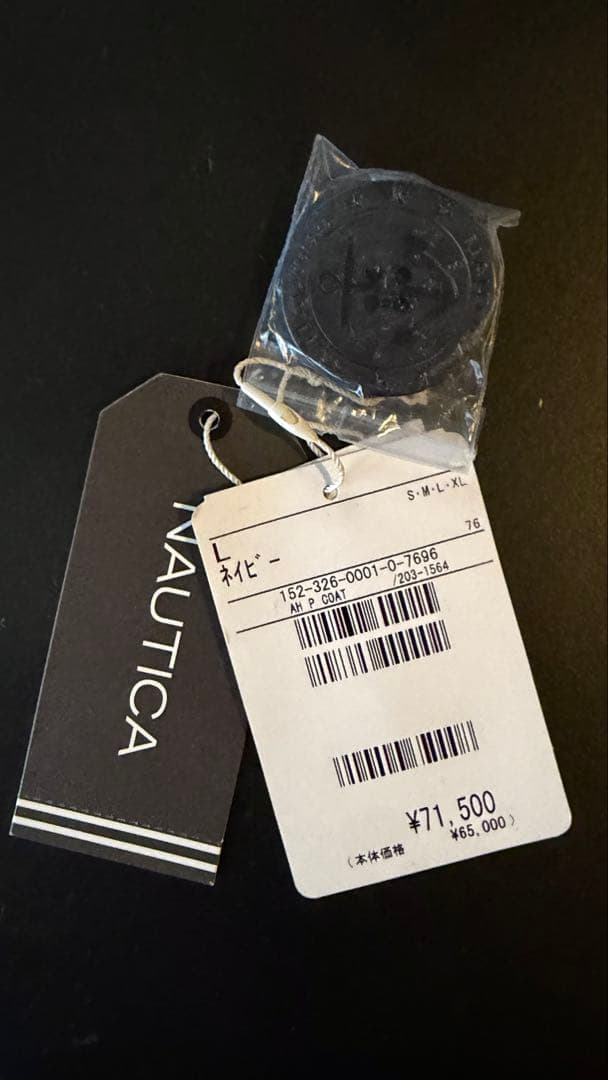 NAUTICA
S・M・L・XL
L
76
ネイビー
152-326-0001-0-7696
AH P COAT /203-1564
¥71,500
(本体価格 ¥65,000)